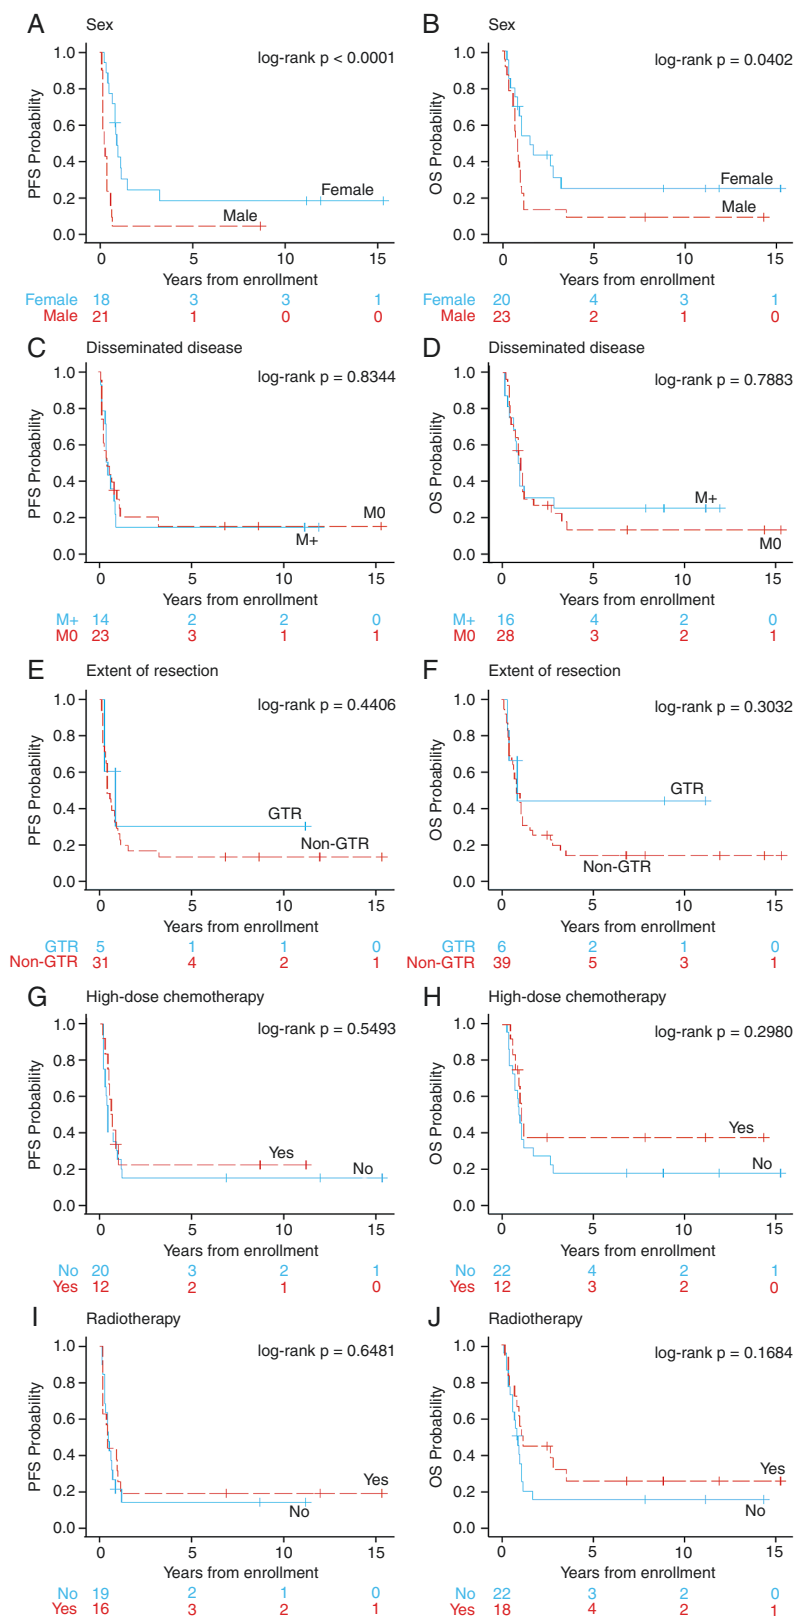 A Sex
log-rank p < 0.0001
PFS Probability
1.0
0.8
0.6
0.4
0.2
0.0
Female
Male
0 5 10 15
Years from enrollment
Female 18 3 3 1
Male 21 1 0 0
B Sex
log-rank p = 0.0402
OS Probability
1.0
0.8
0.6
0.4
0.2
0.0
Female
Male
0 5 10 15
Years from enrollment
Female 20 4 3 1
Male 23 2 1 0
C Disseminated disease
log-rank p = 0.8344
PFS Probability
1.0
0.8
0.6
0.4
0.2
0.0
M0
M+
0 5 10 15
Years from enrollment
M+ 14 2 2 0
M0 23 3 1 1
D Disseminated disease
log-rank p = 0.7883
OS Probability
1.0
0.8
0.6
0.4
0.2
0.0
M+
M0
0 5 10 15
Years from enrollment
M+ 16 4 2 0
M0 28 3 2 1
E Extent of resection
log-rank p = 0.4406
PFS Probability
1.0
0.8
0.6
0.4
0.2
0.0
GTR
Non-GTR
0 5 10 15
Years from enrollment
GTR 5 1 1 0
Non-GTR 31 4 2 1
F Extent of resection
log-rank p = 0.3032
OS Probability
1.0
0.8
0.6
0.4
0.2
0.0
GTR
Non-GTR
0 5 10 15
Years from enrollment
GTR 6 2 1 0
Non-GTR 39 5 3 1
G High-dose chemotherapy
log-rank p = 0.5493
PFS Probability
1.0
0.8
0.6
0.4
0.2
0.0
Yes
No
0 5 10 15
Years from enrollment
No 20 3 2 1
Yes 12 2 1 0
H High-dose chemotherapy
log-rank p = 0.2980
OS Probability
1.0
0.8
0.6
0.4
0.2
0.0
Yes
No
0 5 10 15
Years from enrollment
No 22 4 2 1
Yes 12 3 2 0
I Radiotherapy
log-rank p = 0.6481
PFS Probability
1.0
0.8
0.6
0.4
0.2
0.0
Yes
No
0 5 10 15
Years from enrollment
No 19 2 1 0
Yes 16 3 2 1
J Radiotherapy
log-rank p = 0.1684
OS Probability
1.0
0.8
0.6
0.4
0.2
0.0
Yes
No
0 5 10 15
Years from enrollment
No 22 3 2 0
Yes 18 4 2 1